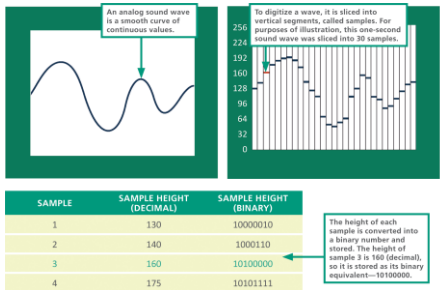 An analog sound wave
is a smooth curve of
continuous values.
To digitize a wave, it is sliced into
vertical segments, called samples. For
purposes of illustration, this one-second
sound wave was sliced into 30 samples.
256
224
192
160
128
96
64
32
0
SAMPLE SAMPLE HEIGHT (DECIMAL) SAMPLE HEIGHT (BINARY)
1 130 10000010
2 140 1000110
3 160 10100000
4 175 10101111
The height of each
sample is converted into
a binary number and
stored. The height of
sample 3 is 160 (decimal),
so it is stored as its binary
equivalent—10100000.